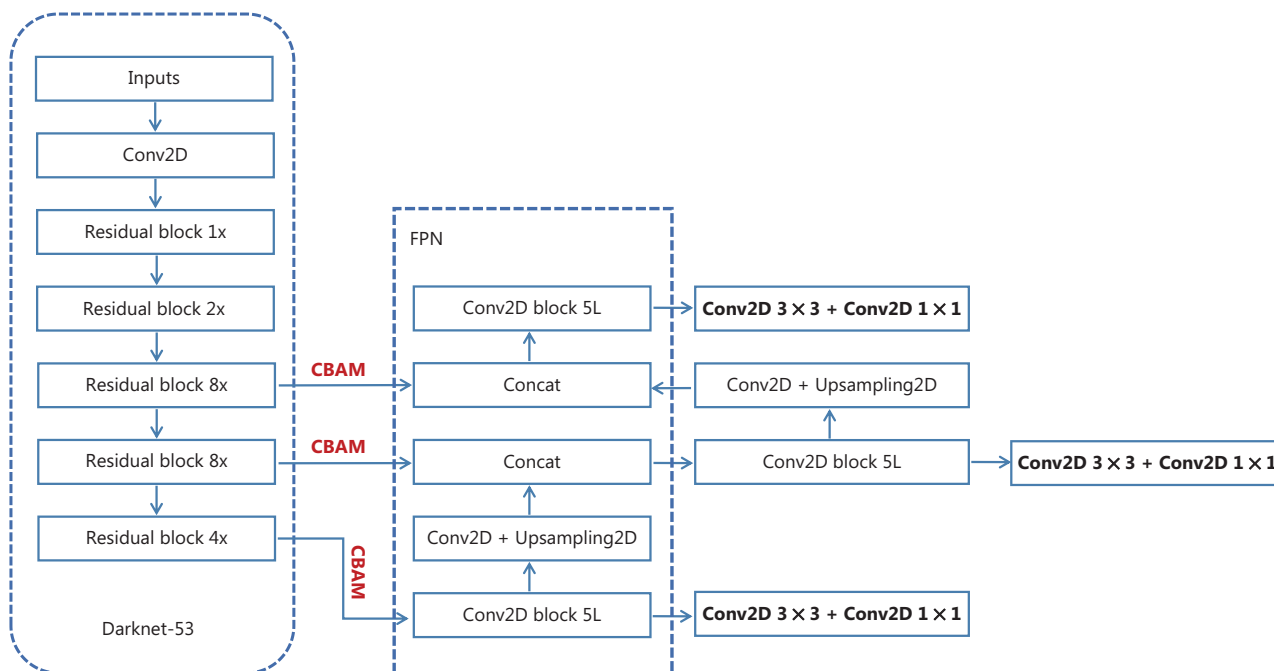 Inputs
Conv2D
Residual block 1x
Residual block 2x
Residual block 8x
Residual block 8x
Residual block 4x
Darknet-53
CBAM
CBAM
CBAM
FPN
Conv2D block 5L
Concat
Concat
Conv2D + Upsampling2D
Conv2D block 5L
Conv2D 3×3 + Conv2D 1×1
Conv2D + Upsampling2D
Conv2D block 5L
Conv2D 3×3 + Conv2D 1×1
Conv2D 3×3 + Conv2D 1×1